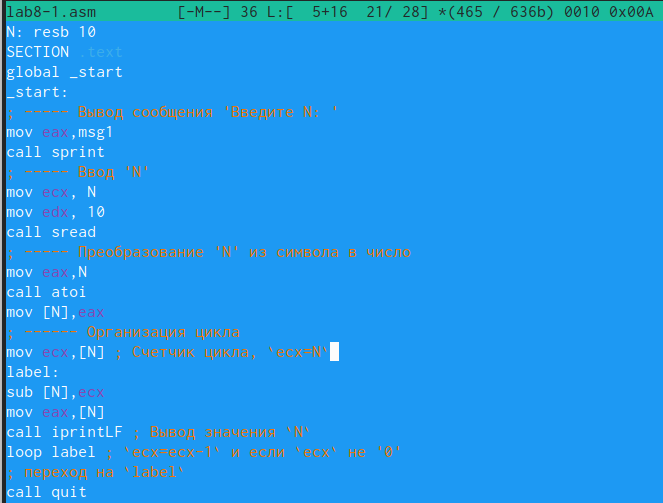 lab8-1.asm [-M--] 36 L:[ 5+16 21/ 28] *(465 / 636b) 0010 0x00A
N: resb 10
SECTION .text
global _start
_start:
; ----- Вывод сообщения 'Введите N: '
mov eax,msg1
call sprint
; ----- Ввод 'N'
mov ecx, N
mov edx, 10
call sread
; ----- Преобразование 'N' из символа в число
mov eax,N
call atoi
mov [N],eax
; ------ Организация цикла
mov ecx,[N] ; Счетчик цикла, `ecx=N`
label:
sub [N],ecx
mov eax,[N]
call iprintLF ; Вывод значения `N`
loop label ; `ecx=ecx-1` и если `ecx` не '0'
; переход на `label`
call quit